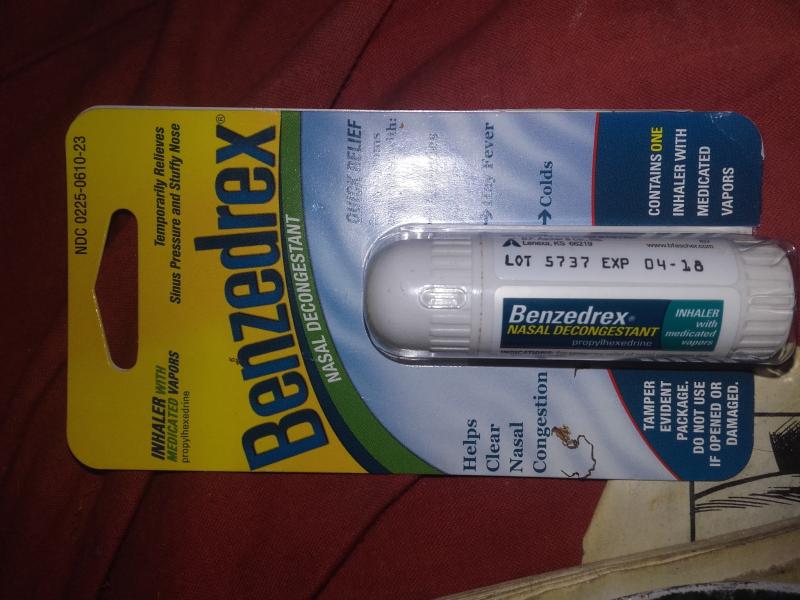 NDC 0225-0610-23
Temporarily Relieves
Sinus Pressure and Stuffy Nose
INHALER WITH
MEDICATED VAPORS
propylhexedrine
Benzedrex®
NASAL DECONGESTANT
QUICK RELIEF
Hay Fever
→Colds
Helps
Clear
Nasal
Congestion
CONTAINS ONE
INHALER WITH
MEDICATED
VAPORS
TAMPER
EVIDENT
PACKAGE.
DO NOT USE
IF OPENED OR
DAMAGED.
Lenexa, KS 66219
www.bfascher.com
LOT 5737 EXP 04-18
Benzedrex®
NASAL DECONGESTANT
propylhexedrine
INHALER
with
medicated
vapors